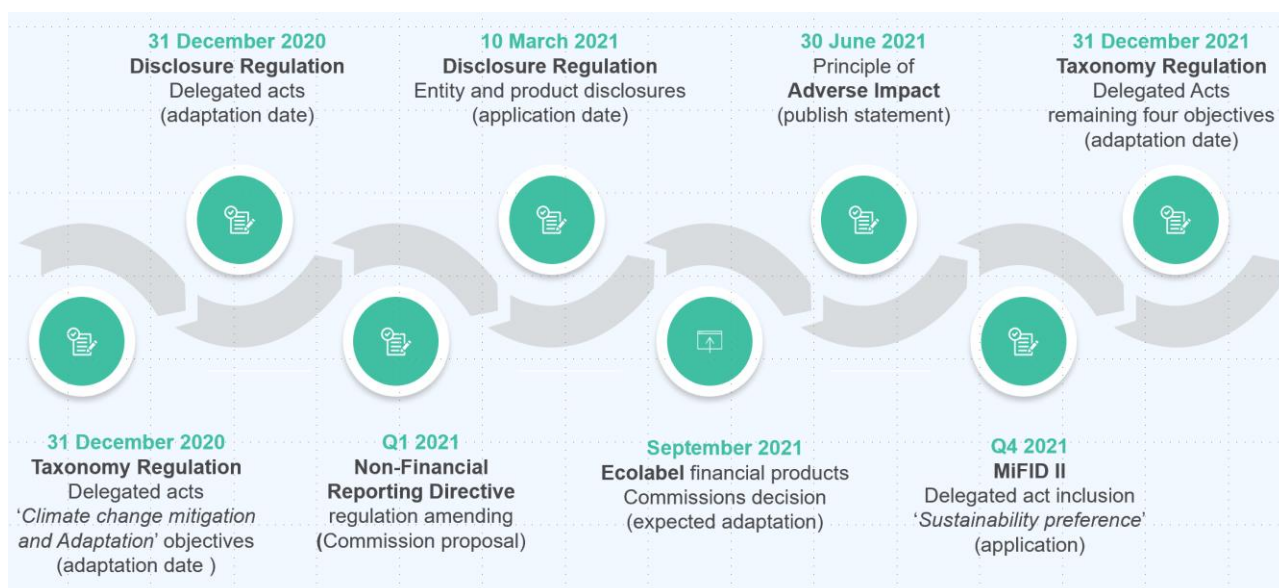 31 December 2020
Disclosure Regulation
Delegated acts
(adaptation date)
10 March 2021
Disclosure Regulation
Entity and product disclosures
(application date)
30 June 2021
Principle of
Adverse Impact
(publish statement)
31 December 2021
Taxonomy Regulation
Delegated Acts
remaining four objectives
(adaptation date)
31 December 2020
Taxonomy Regulation
Delegated acts
‘Climate change mitigation
and Adaptation’ objectives
(adaptation date )
Q1 2021
Non-Financial
Reporting Directive
regulation amending
(Commission proposal)
September 2021
Ecolabel financial products
Commissions decision
(expected adaptation)
Q4 2021
MiFID II
Delegated act inclusion
‘Sustainability preference’
(application)